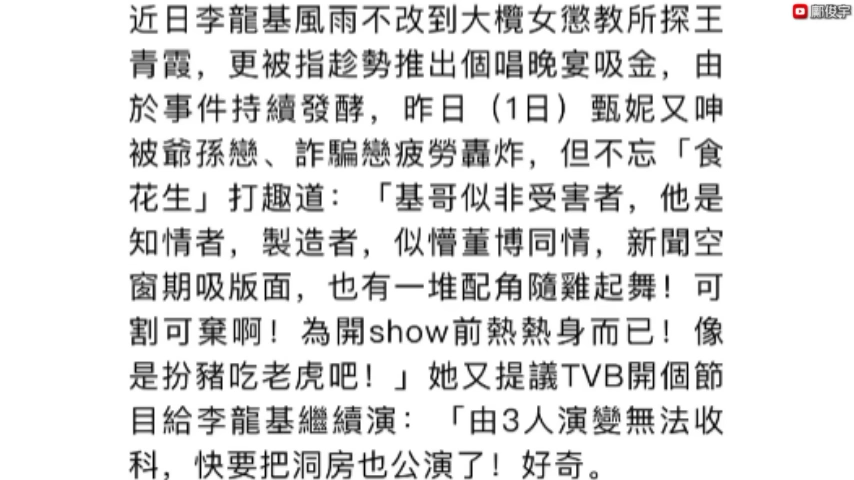 近日李龍基風雨不改到大欖女懲教所探王
青霞，更被指趁勢推出個唱晚宴吸金，由
於事件持續發酵，昨日（1日）甄妮又呻
被爺孫戀、詐騙戀疲勞轟炸，但不忘「食
花生」打趣道：「基哥似非受害者，他是
知情者，製造者，似懵董博同情，新聞空
窗期吸版面，也有一堆配角隨雞起舞！可
割可棄啊！為開show前熱熱身而已！像
是扮豬吃老虎吧！」她又提議TVB開個節
目給李龍基繼續演：「由3人演變無法收
科，快要把洞房也公演了！好奇。
鄺俊宇